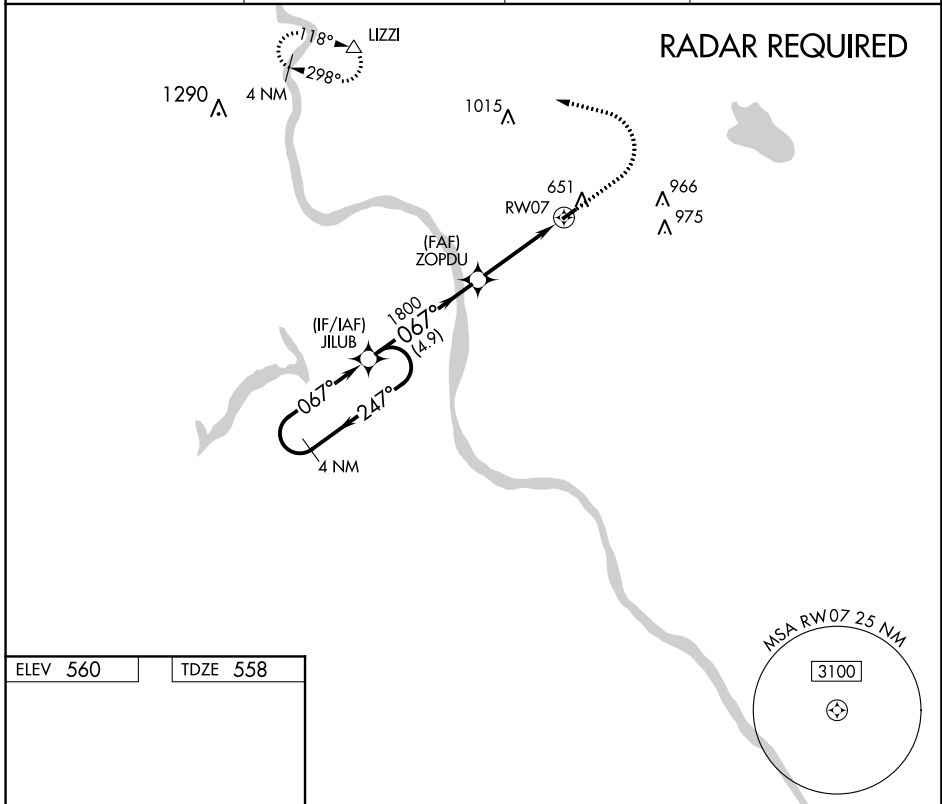 118°
LIZZI
RADAR REQUIRED
298°
4 NM
1290
1015
651
966
RW07
975
(FAF)
ZOPDU
1800
067°
(4.9)
(IF/IAF)
JILUB
067°
247°
4 NM
MSA RW07 25 NM
3100
ELEV 560
TDZE 558